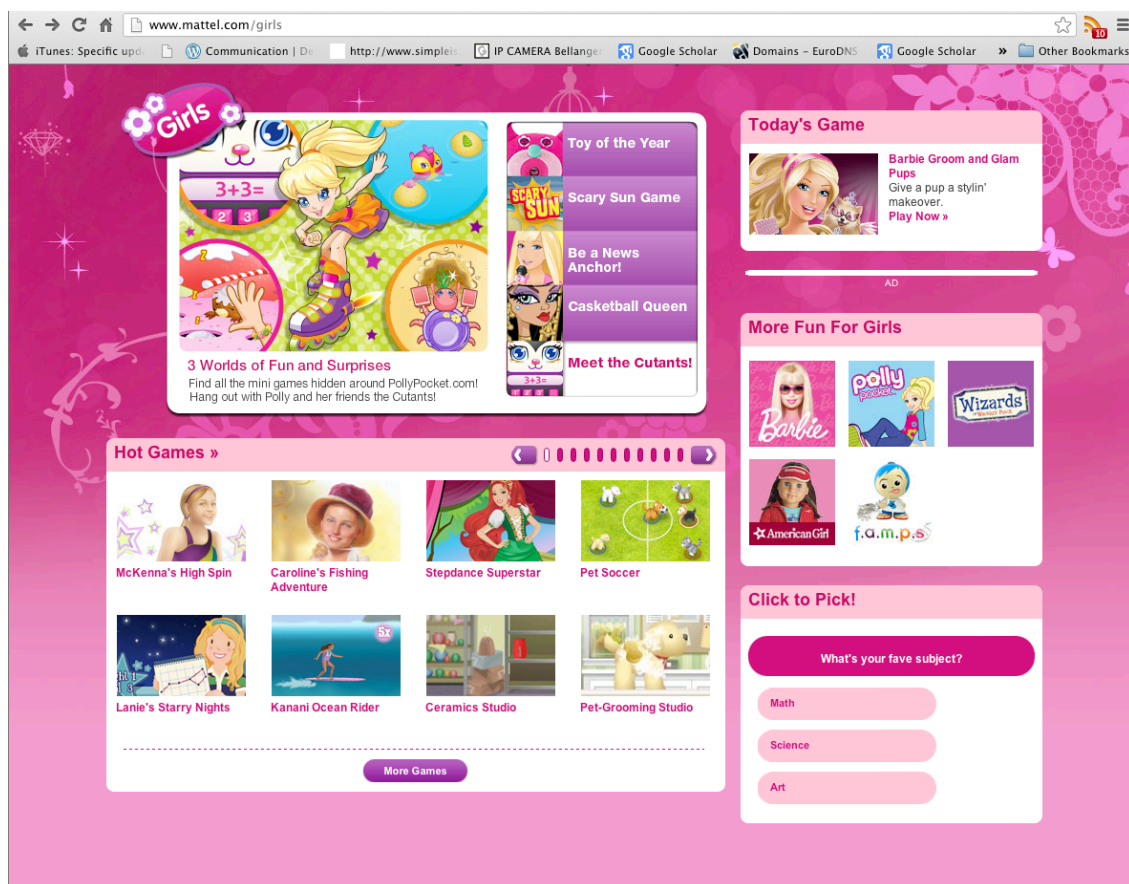 www.mattel.com/girls
iTunes: Specific upd
Communication | De
http://www.simpleis
IP CAMERA Bellanger
Google Scholar
Domains – EuroDNS
Google Scholar
»
Other Bookmarks
10
Girls
3+3=
2 3
3 Worlds of Fun and Surprises
Find all the mini games hidden around PollyPocket.com!
Hang out with Polly and her friends the Cutants!
Toy of the Year
SCARY
SUN
Scary Sun Game
Be a News
Anchor!
Casketball Queen
Meet the Cutants!
3+3=
Today's Game
Barbie Groom and Glam
Pups
Give a pup a stylin'
makeover.
Play Now »
AD
More Fun For Girls
Barbie
polly
pocket
Wizards
American Girl
f.a.m.p.s
Hot Games »
McKenna's High Spin
Caroline's Fishing
Adventure
Stepdance Superstar
Pet Soccer
5x
Lanie's Starry Nights
Kanani Ocean Rider
Ceramics Studio
Pet-Grooming Studio
More Games
Click to Pick!
What's your fave subject?
Math
Science
Art